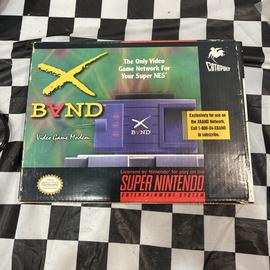 The Only Video
Game Network For
Your Super NES
CATAPULT
X
BAND
Video Game Modem
X
BAND
Exclusively for use on
the XBAND Network.
Call 1-800-BU-XBAND
to subscribe.
Licensed by Nintendo for play on the
SUPER NINTENDO
ENTERTAINMENT SYSTEM